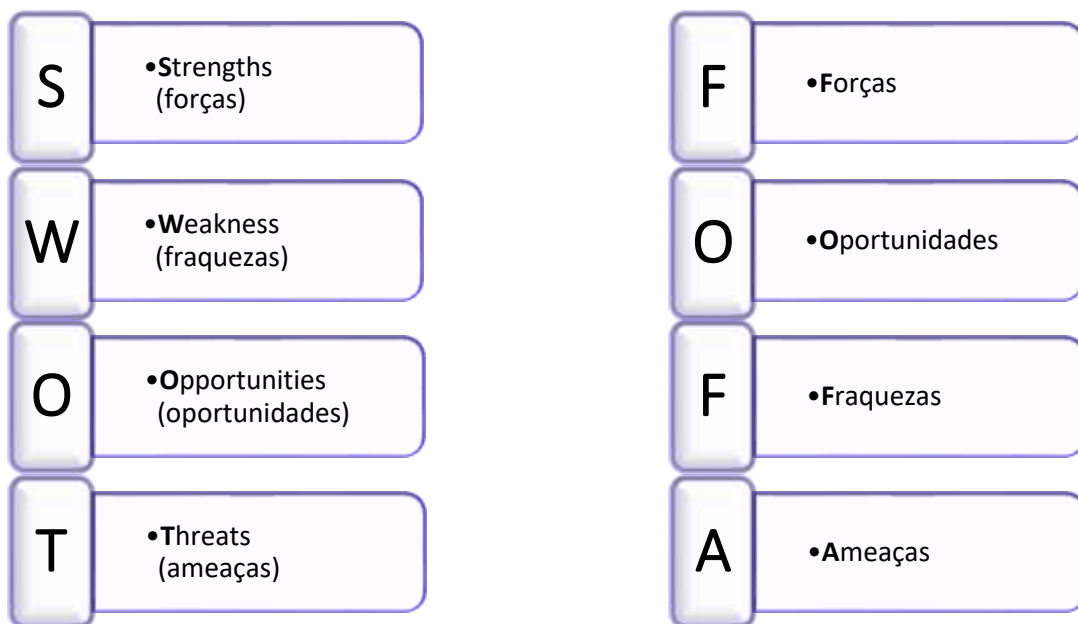 S
•Strengths
(forças)
W
•Weakness
(fraquezas)
O
•Opportunities
(oportunidades)
T
•Threats
(ameaças)
F
•Forças
O
•Oportunidades
F
•Fraquezas
A
•Ameaças